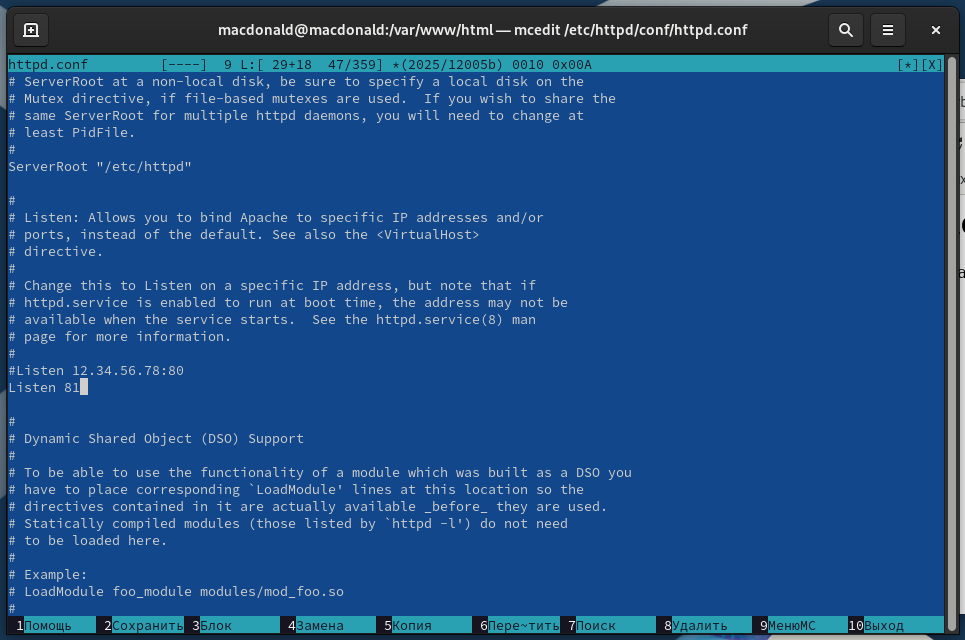 macdonald@macdonald:/var/www/html — mcedit /etc/httpd/conf/httpd.conf
httpd.conf         [----]  9 L:[ 29+18  47/359] *(2025/12005b) 0010 0x00A                                      [*][X]
# ServerRoot at a non-local disk, be sure to specify a local disk on the
# Mutex directive, if file-based mutexes are used.  If you wish to share the
# same ServerRoot for multiple httpd daemons, you will need to change at
# least PidFile.
#
ServerRoot "/etc/httpd"

#
# Listen: Allows you to bind Apache to specific IP addresses and/or
# ports, instead of the default. See also the <VirtualHost>
# directive.
#
# Change this to Listen on a specific IP address, but note that if
# httpd.service is enabled to run at boot time, the address may not be
# available when the service starts.  See the httpd.service(8) man
# page for more information.
#
#Listen 12.34.56.78:80
Listen 81

#
# Dynamic Shared Object (DSO) Support
#
# To be able to use the functionality of a module which was built as a DSO you
# have to place corresponding `LoadModule' lines at this location so the
# directives contained in it are actually available _before_ they are used.
# Statically compiled modules (those listed by `httpd -l') do not need
# to be loaded here.
#
# Example:
# LoadModule foo_module modules/mod_foo.so
#
1Помощь 2Сохранить 3Блок 4Замена 5Копия 6Пере~тить 7Поиск 8Удалить 9МенюMC 10Выход